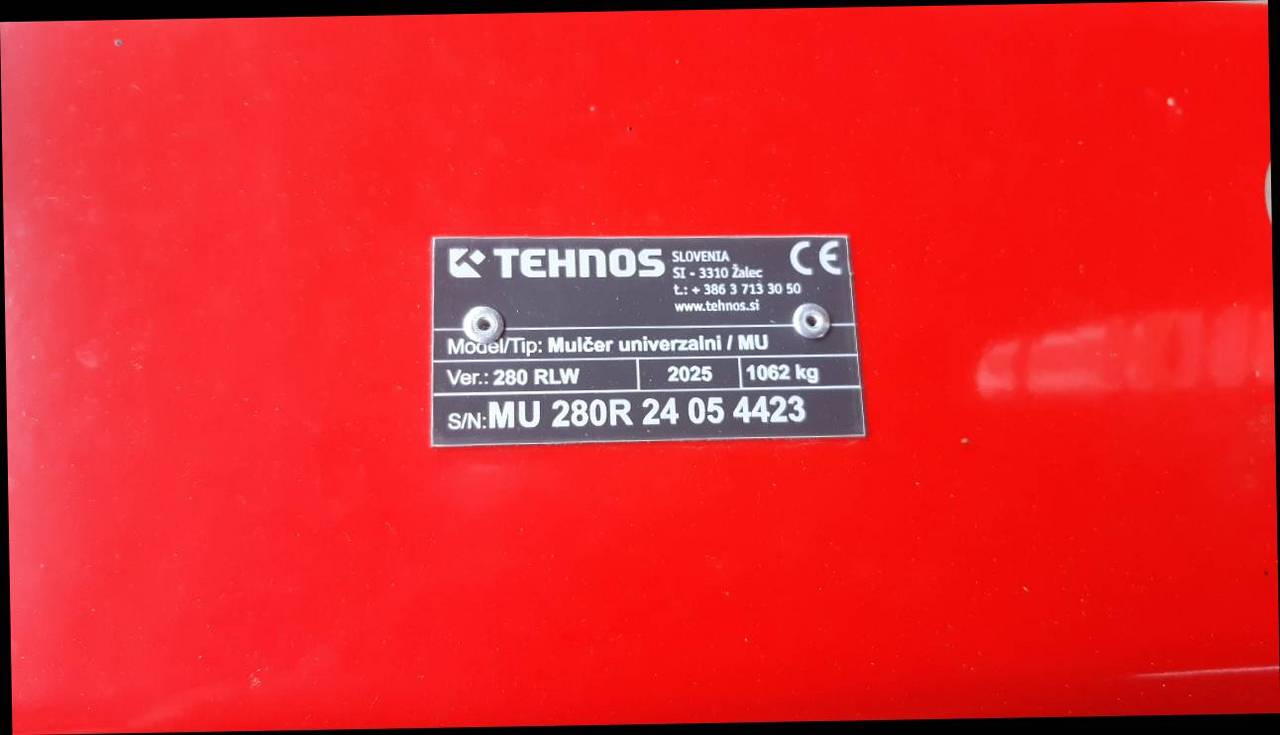 TEHNOS
SLOVENIA
SI - 3310 Žalec
t.: + 386 3 713 30 50
www.tehnos.si
CE
Model/Tip: Mulčer univerzalni / MU
Ver.: 280 RLW 2025 1062 kg
S/N: MU 280R 24 05 4423